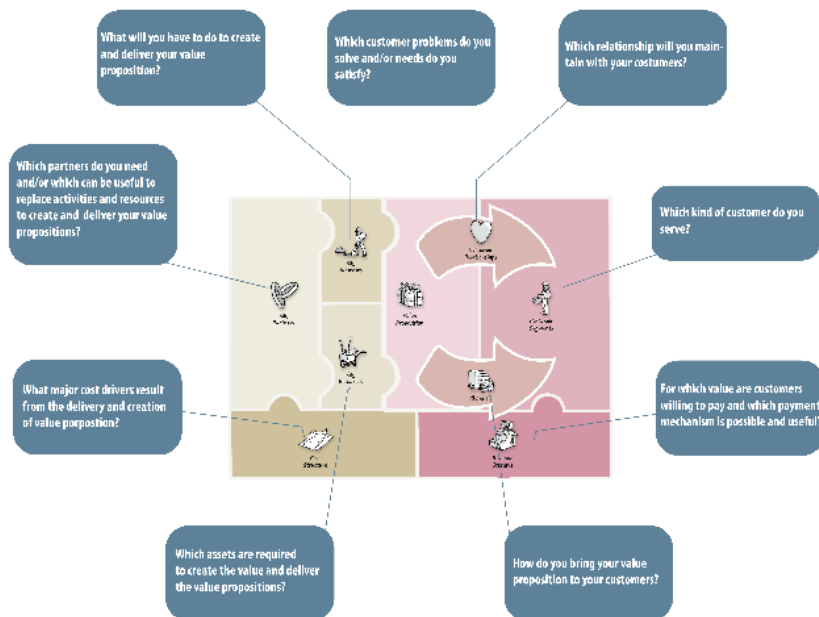 What will you have to do to create
and deliver your value
proposition?
Which customer problems do you
solve and/or needs do you
satisfy?
Which relationship will you main-
tain with your costumers?
Which partners do you need
and/or which can be useful to
replace activities and resources
to create and deliver your value
propositions?
Which kind of customer do you
serve?
What major cost drivers result
from the delivery and creation
of value porpostion?
For which value are customers
willing to pay and which payment
mechanism is possible and useful?
Which assets are required
to create the value and deliver
the value propositions?
How do you bring your value
proposition to your customers?